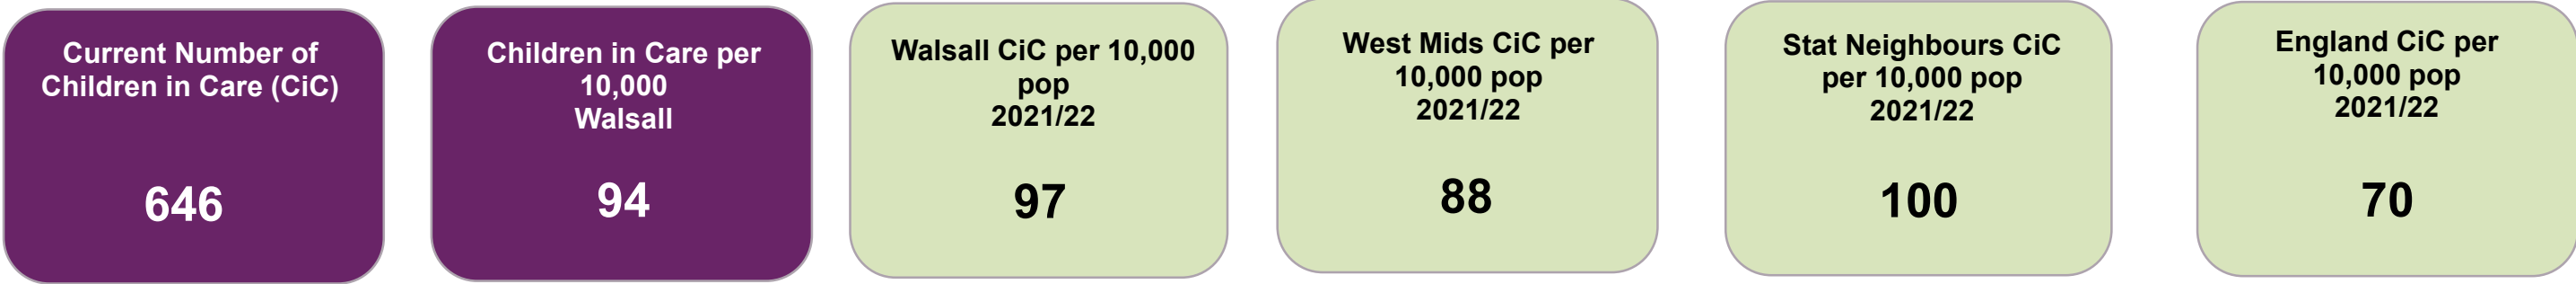 Current Number of
Children in Care (CiC)
646
Children in Care per
10,000
Walsall
94
Walsall CiC per 10,000
pop
2021/22
97
West Mids CiC per
10,000 pop
2021/22
88
Stat Neighbours CiC
per 10,000 pop
2021/22
100
England CiC per
10,000 pop
2021/22
70